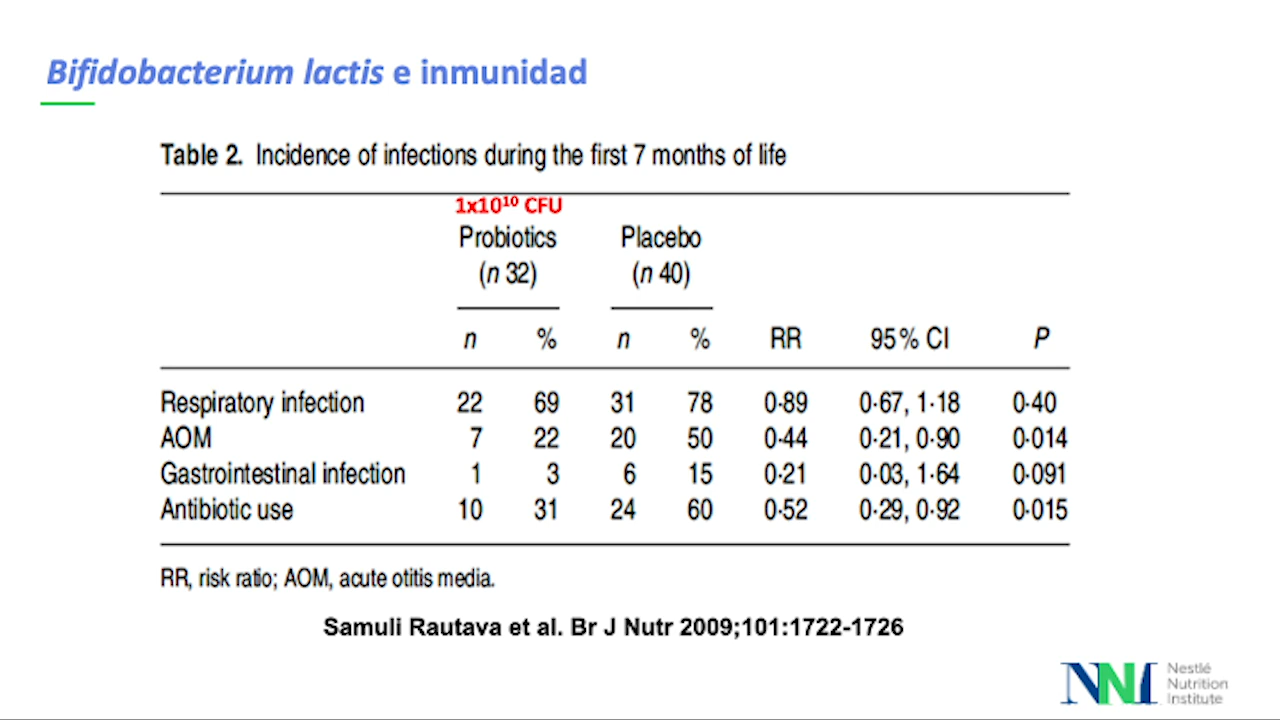 Bifidobacterium lactis e inmunidad
Table 2. Incidence of infections during the first 7 months of life
1x10¹⁰ CFU
Probiotics Placebo
(n 32) (n 40)
n % n % RR 95 % CI P
Respiratory infection 22 69 31 78 0·89 0·67, 1·18 0·40
AOM 7 22 20 50 0·44 0·21, 0·90 0·014
Gastrointestinal infection 1 3 6 15 0·21 0·03, 1·64 0·091
Antibiotic use 10 31 24 60 0·52 0·29, 0·92 0·015
RR, risk ratio; AOM, acute otitis media.
Samuli Rautava et al. Br J Nutr 2009;101:1722-1726
NNI
Nestlé
Nutrition
Institute